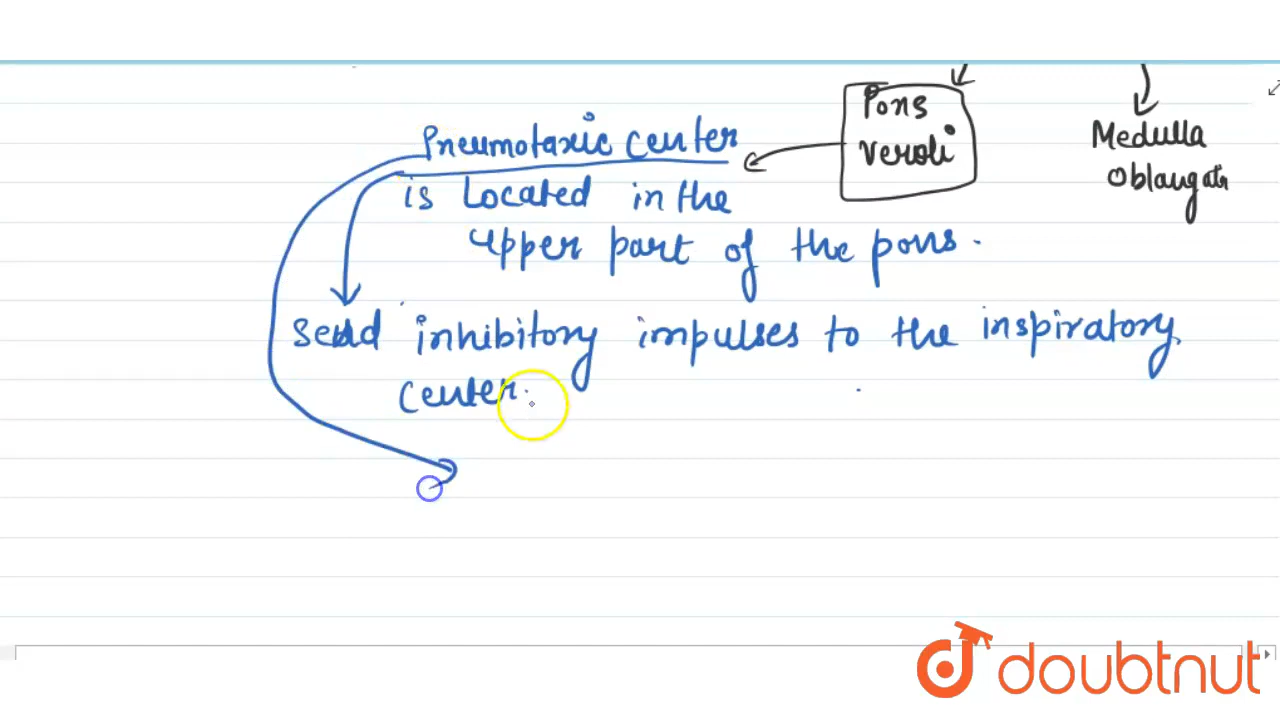 Pons
veroli
Medulla
Oblangata
Pneumotaxic center
is Located in the
upper part of the pons.
Send inhibitory impulses to the inspiratory
center.
doubtnut